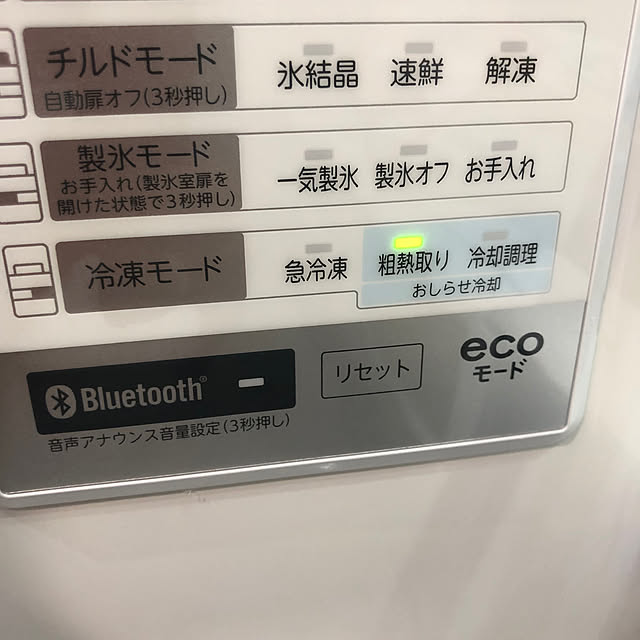 チルドモード
自動扉オフ(3秒押し)
氷結晶 速鮮 解凍
製氷モード
お手入れ(製氷室扉を
開けた状態で3秒押し)
一気製氷 製氷オフ お手入れ
冷凍モード
急冷凍 粗熱取り 冷却調理
おしらせ冷却
Bluetooth®
音声アナウンス音量設定(3秒押し)
リセット
eco
モード